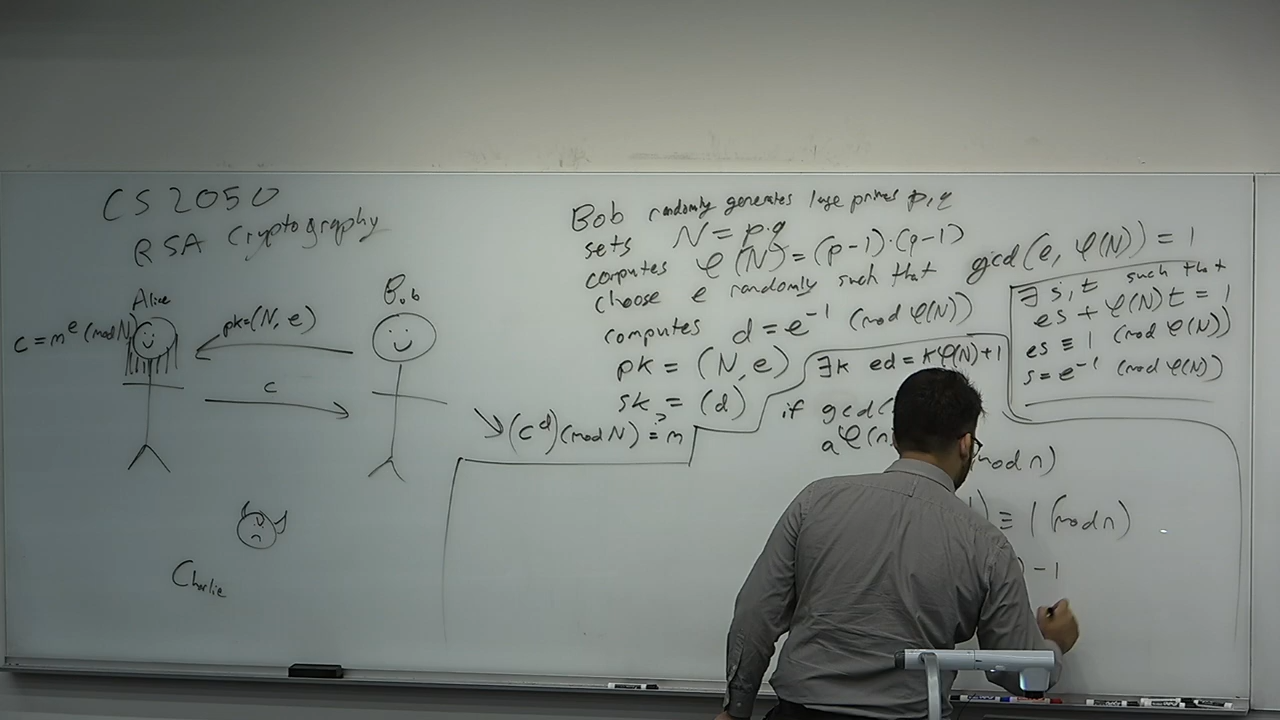 CS 2050
RSA Cryptography
Alice
Bob
c = m^e (mod N)
pk=(N, e)
c
Charlie
Bob randomly generates large primes p, q
sets N = p·q
computes φ(N) = (p-1)·(q-1)
choose e randomly such that gcd(e, φ(N)) = 1
computes d = e^-1 (mod φ(N))
pk = (N, e)
sk = (d)
(c^d)(mod N) ≟ m
∃ s, t such that
es + φ(N)t = 1
es ≡ 1 (mod φ(N))
s = e^-1 (mod φ(N))
∃k ed = kφ(N)+1
if gcd(
a^φ(n
mod n)
) ≡ 1 (mod n)
) - 1